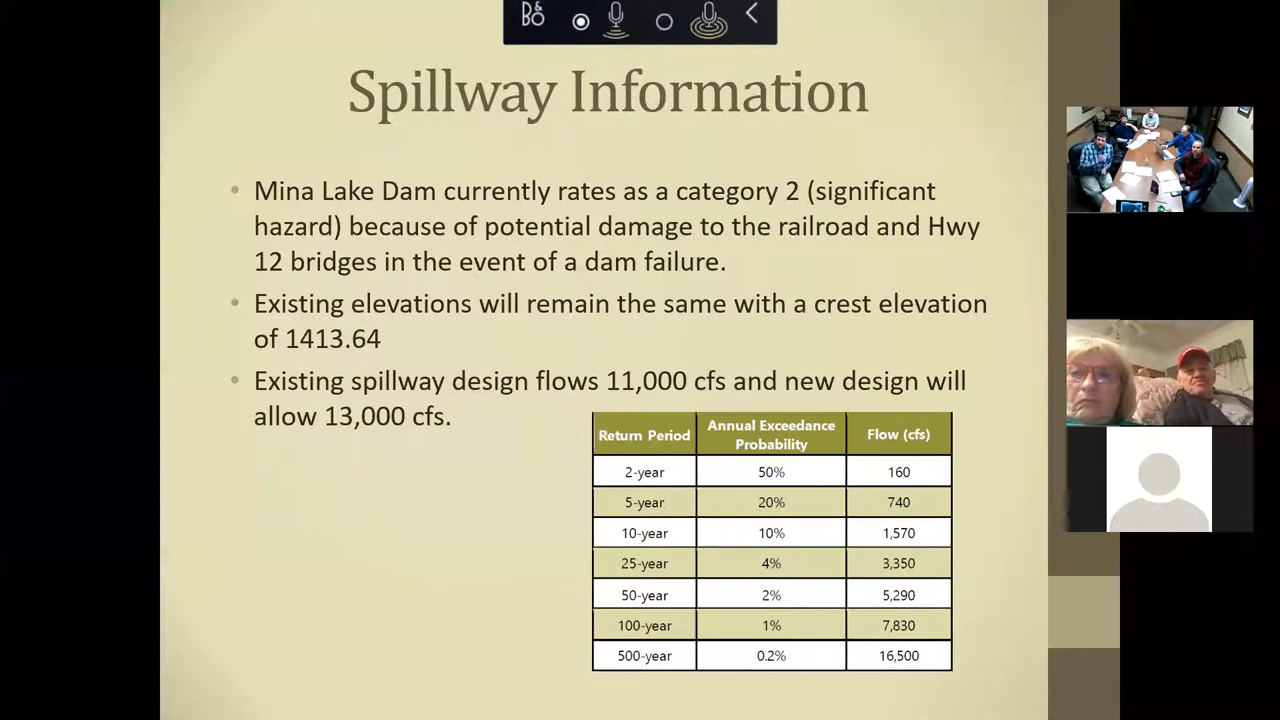 B&O
Spillway Information
• Mina Lake Dam currently rates as a category 2 (significant
hazard) because of potential damage to the railroad and Hwy
12 bridges in the event of a dam failure.
• Existing elevations will remain the same with a crest elevation
of 1413.64
• Existing spillway design flows 11,000 cfs and new design will
allow 13,000 cfs.
Return Period Annual Exceedance Probability Flow (cfs)
2-year 50% 160
5-year 20% 740
10-year 10% 1,570
25-year 4% 3,350
50-year 2% 5,290
100-year 1% 7,830
500-year 0.2% 16,500